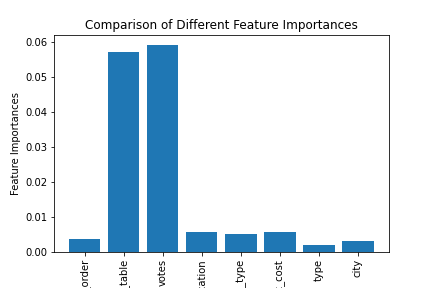 Comparison of Different Feature Importances
Feature Importances
0.06
0.05
0.04
0.03
0.02
0.01
0.00
order
_table
votes
ation
_type
_cost
type
city